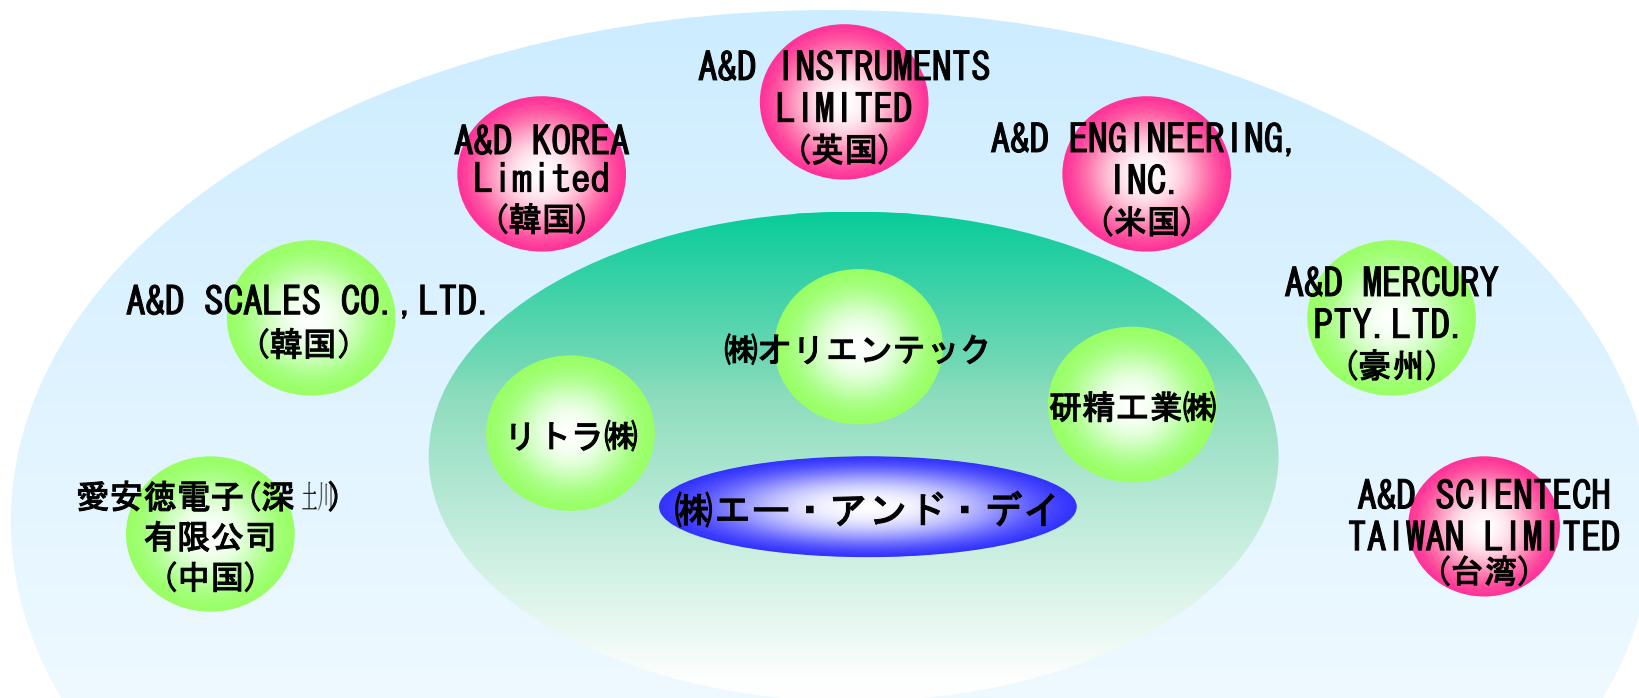 A&D INSTRUMENTS
LIMITED
(英国)
A&D KOREA
Limited
(韓国)
A&D ENGINEERING,
INC.
(米国)
A&D SCALES CO.,LTD.
(韓国)
A&D MERCURY
PTY.LTD.
(豪州)
㈱オリエンテック
研精工業㈱
リトラ㈱
㈱エー・アンド・デイ
愛安徳電子(深圳)
有限公司
(中国)
A&D SCIENTECH
TAIWAN LIMITED
(台湾)